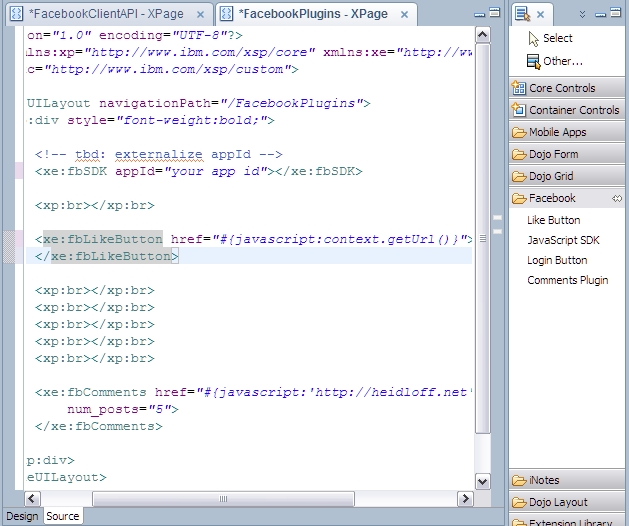 *FacebookClientAPI - XPage
*FacebookPlugins - XPage
on="1.0" encoding="UTF-8"?>
lns:xp="http://www.ibm.com/xsp/core" xmlns:xe="http://ww
c="http://www.ibm.com/xsp/custom">
UILayout navigationPath="/FacebookPlugins">
:div style="font-weight:bold;">
<!-- tbd: externalize appId -->
<xe:fbSDK appId="your app id"></xe:fbSDK>
<xp:br></xp:br>
<xe:fbLikeButton href="#{javascript:context.getUrl()}">
</xe:fbLikeButton>
<xp:br></xp:br>
<xp:br></xp:br>
<xp:br></xp:br>
<xp:br></xp:br>
<xp:br></xp:br>
<xe:fbComments href="#{javascript:'http://heidloff.net'
num_posts="5">
</xe:fbComments>
p:div>
eUILayout>
Design
Source
Select
Other...
Core Controls
Container Controls
Mobile Apps
Dojo Form
Dojo Grid
Facebook
Like Button
JavaScript SDK
Login Button
Comments Plugin
iNotes
Dojo Layout
Extension Library